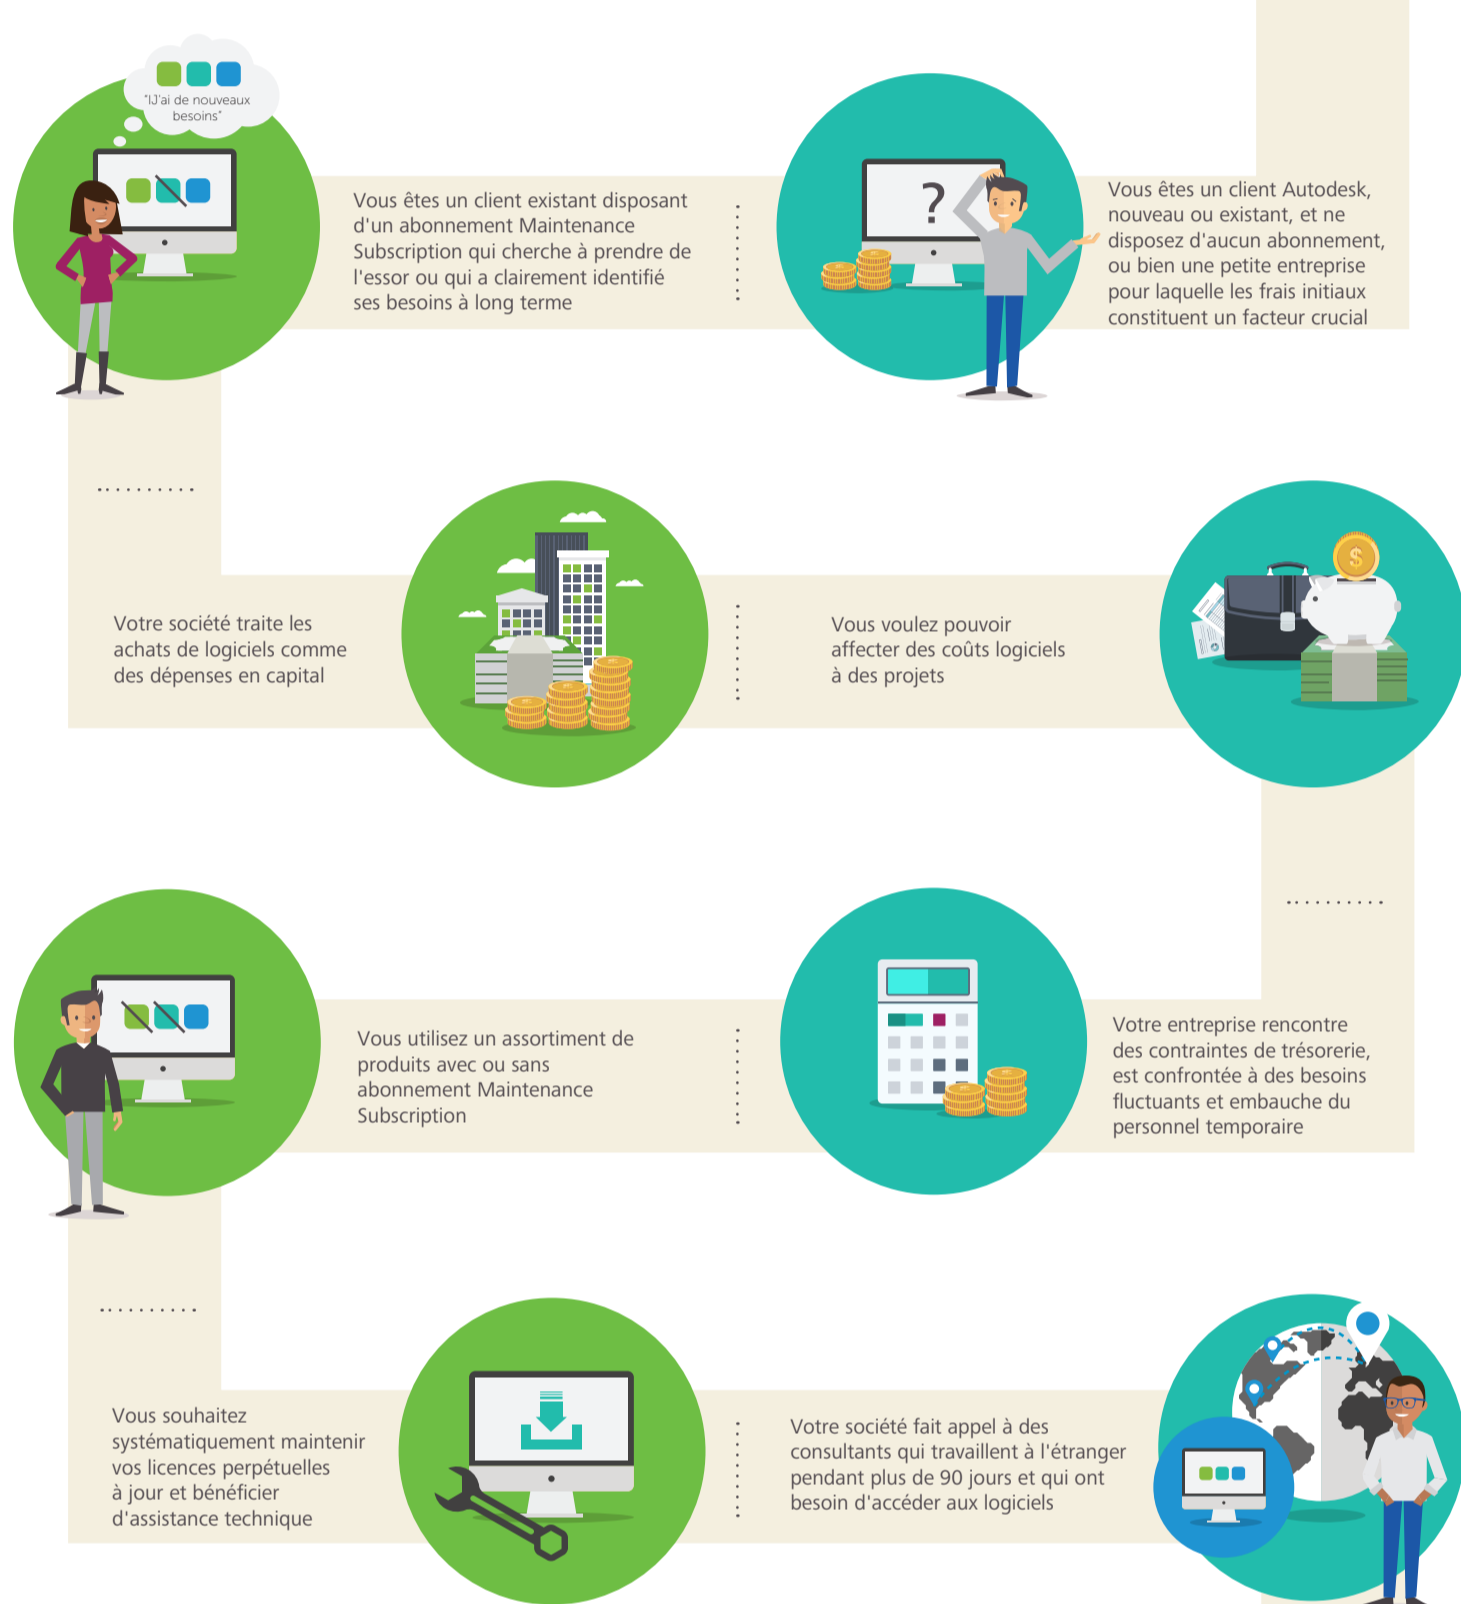 "IJ'ai de nouveaux
besoins"
Vous êtes un client existant disposant
d'un abonnement Maintenance
Subscription qui cherche à prendre de
l'essor ou qui a clairement identifié
ses besoins à long terme
?
Vous êtes un client Autodesk,
nouveau ou existant, et ne
disposez d'aucun abonnement,
ou bien une petite entreprise
pour laquelle les frais initiaux
constituent un facteur crucial
Votre société traite les
achats de logiciels comme
des dépenses en capital
Vous voulez pouvoir
affecter des coûts logiciels
à des projets
$
Vous utilisez un assortiment de
produits avec ou sans
abonnement Maintenance
Subscription
Votre entreprise rencontre
des contraintes de trésorerie,
est confrontée à des besoins
fluctuants et embauche du
personnel temporaire
Vous souhaitez
systématiquement maintenir
vos licences perpétuelles
à jour et bénéficier
d'assistance technique
Votre société fait appel à des
consultants qui travaillent à l'étranger
pendant plus de 90 jours et qui ont
besoin d'accéder aux logiciels